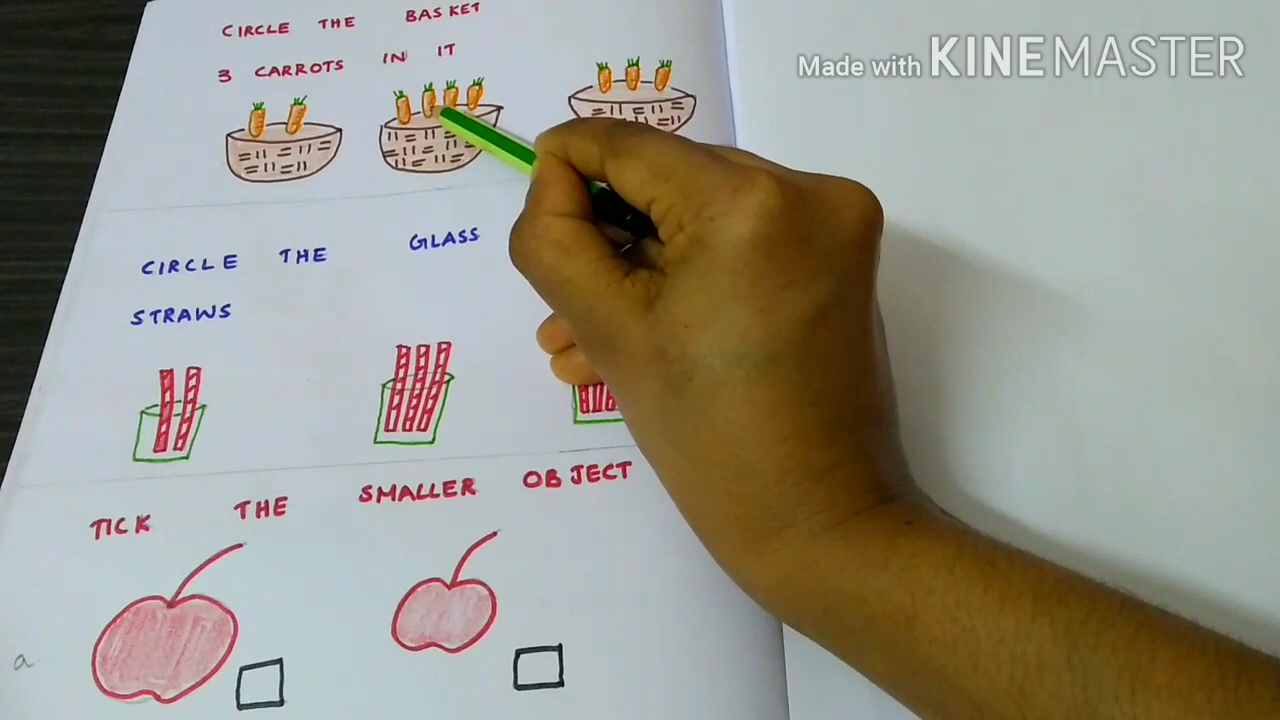 CIRCLE THE BASKET
3 CARROTS IN IT
Made with KINEMASTER
CIRCLE THE GLASS
STRAWS
TICK THE SMALLER OBJECT
a